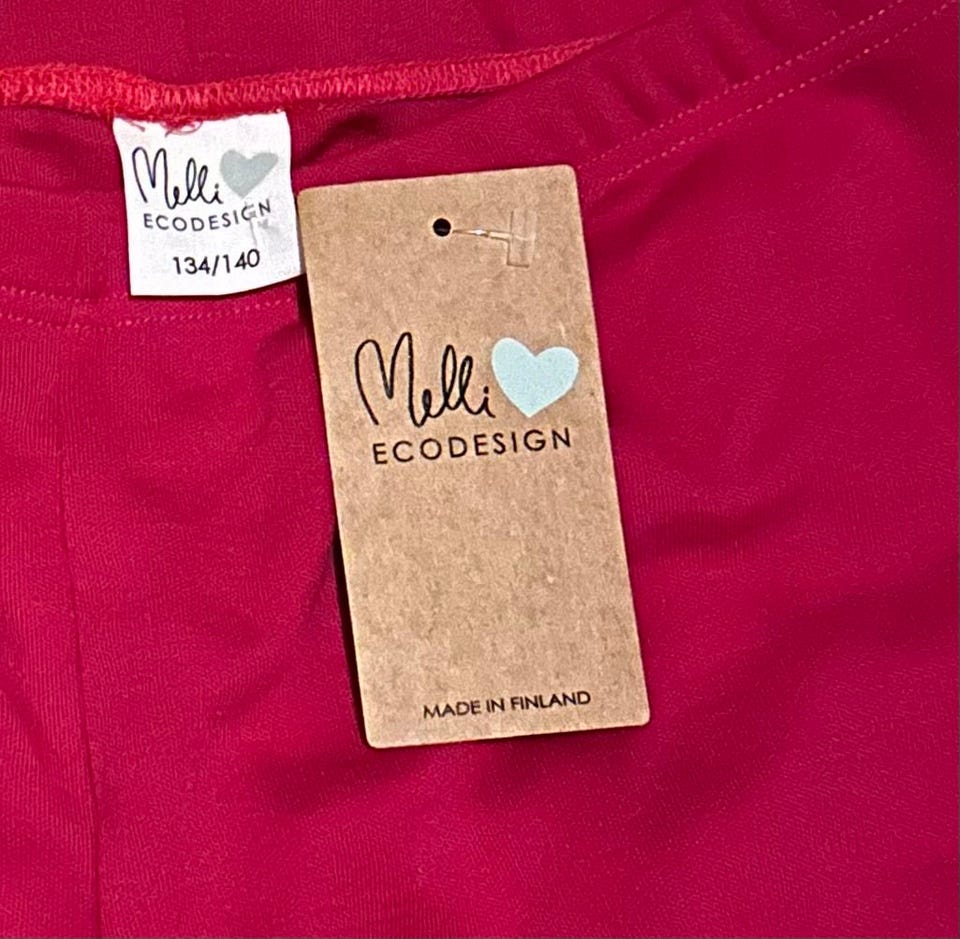 Melli
ECODESIGN
134/140
Melli
ECODESIGN
MADE IN FINLAND